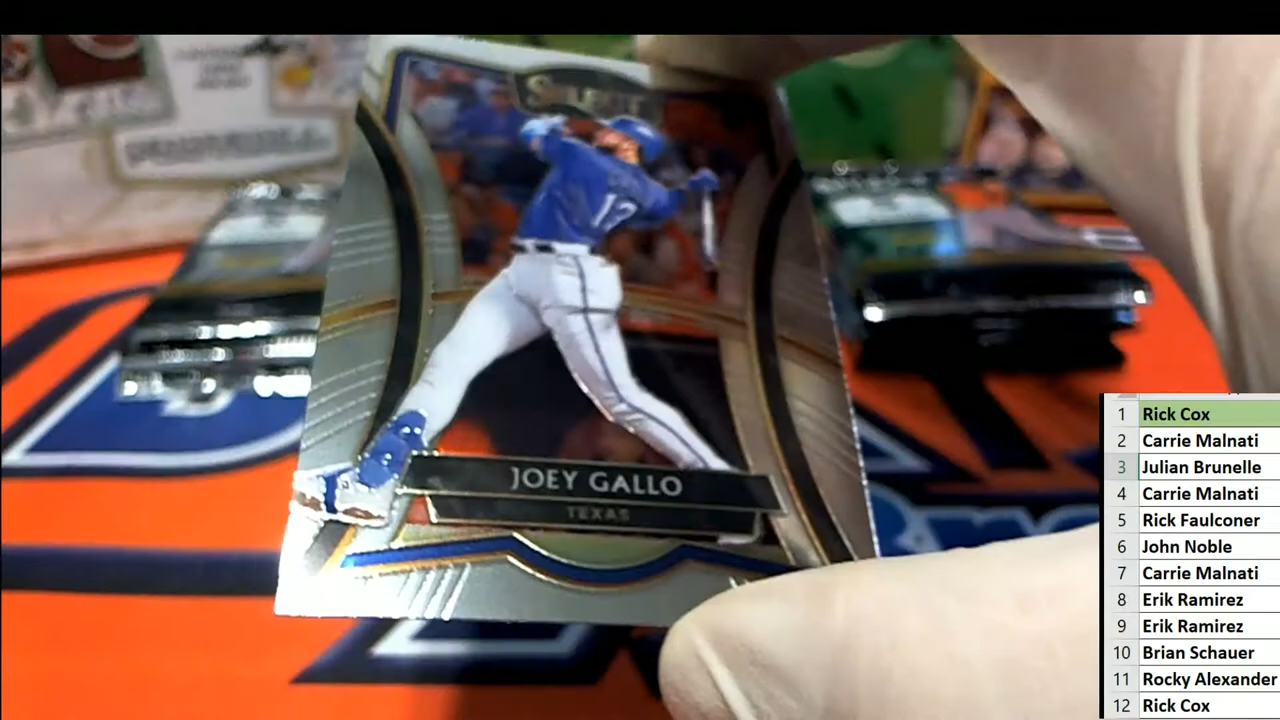 SELECT
13
JOEY GALLO
TEXAS
1 Rick Cox
2 Carrie Malnati
3 Julian Brunelle
4 Carrie Malnati
5 Rick Faulconer
6 John Noble
7 Carrie Malnati
8 Erik Ramirez
9 Erik Ramirez
10 Brian Schauer
11 Rocky Alexander
12 Rick Cox